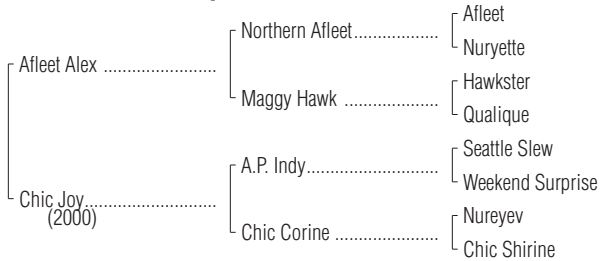 Afleet
Northern Afleet..................
Nuryette
Afleet Alex ........................
Hawkster
Maggy Hawk ....................
Qualique
Seattle Slew
A.P. Indy............................
Weekend Surprise
Chic Joy............................
(2000)
Nureyev
Chic Corine ......................
Chic Shirine